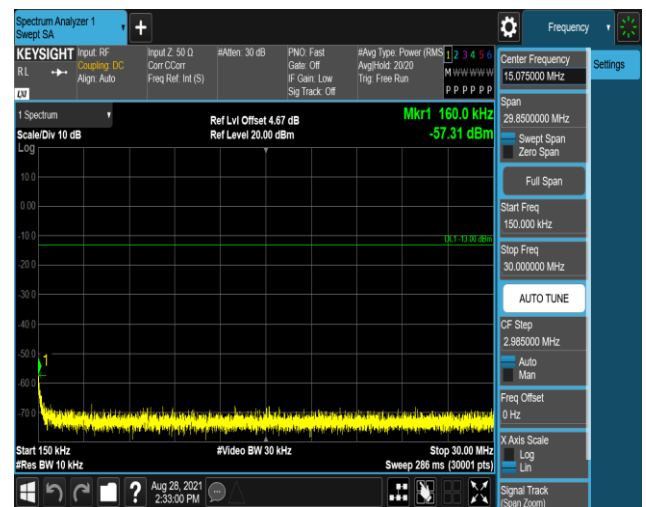 Spectrum Analyzer 1
Swept SA
+
Frequency
KEYSIGHT
RL
LXI
Input: RF
Coupling: DC
Align: Auto
Input Z: 50 Ω
Corr CCorr
Freq Ref: Int (S)
#Atten: 30 dB
PNO: Fast
Gate: Off
IF Gain: Low
Sig Track: Off
#Avg Type: Power (RMS
Avg|Hold: 20/20
Trig: Free Run
1 2 3 4 5 6
M W W W W W
P P P P P P
Center Frequency
15.075000 MHz
Settings
Span
29.8500000 MHz
Swept Span
Zero Span
Full Span
Start Freq
150.000 kHz
Stop Freq
30.000000 MHz
AUTO TUNE
CF Step
2.985000 MHz
Auto
Man
Freq Offset
0 Hz
X Axis Scale
Log
Lin
Signal Track
(Span Zoom)
1 Spectrum
Scale/Div 10 dB
Ref Lvl Offset 4.67 dB
Ref Level 20.00 dBm
Mkr1 160.0 kHz
-57.31 dBm
Log
10.0
0.00
-10.0
DL1 -13.00 dBm
-20.0
-30.0
-40.0
-50.0
1
-60.0
-70.0
Start 150 kHz
#Video BW 30 kHz
Stop 30.00 MHz
#Res BW 10 kHz
Sweep 286 ms (30001 pts)
?
Aug 28, 2021
2:33:00 PM